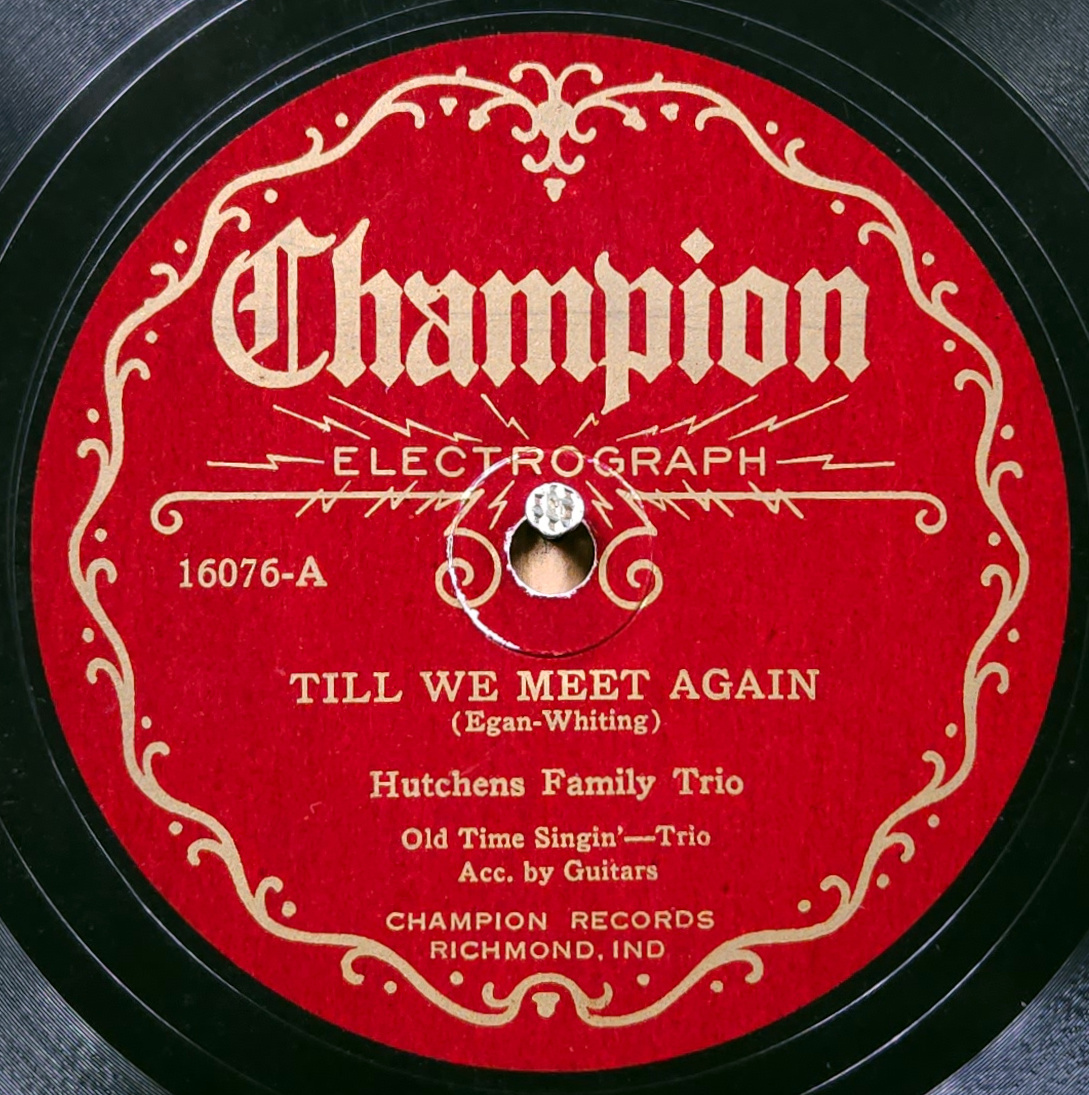 Champion
ELECTROGRAPH
16076-A
TILL WE MEET AGAIN
(Egan-Whiting)
Hutchens Family Trio
Old Time Singin'—Trio
Acc. by Guitars
CHAMPION RECORDS
RICHMOND, IND